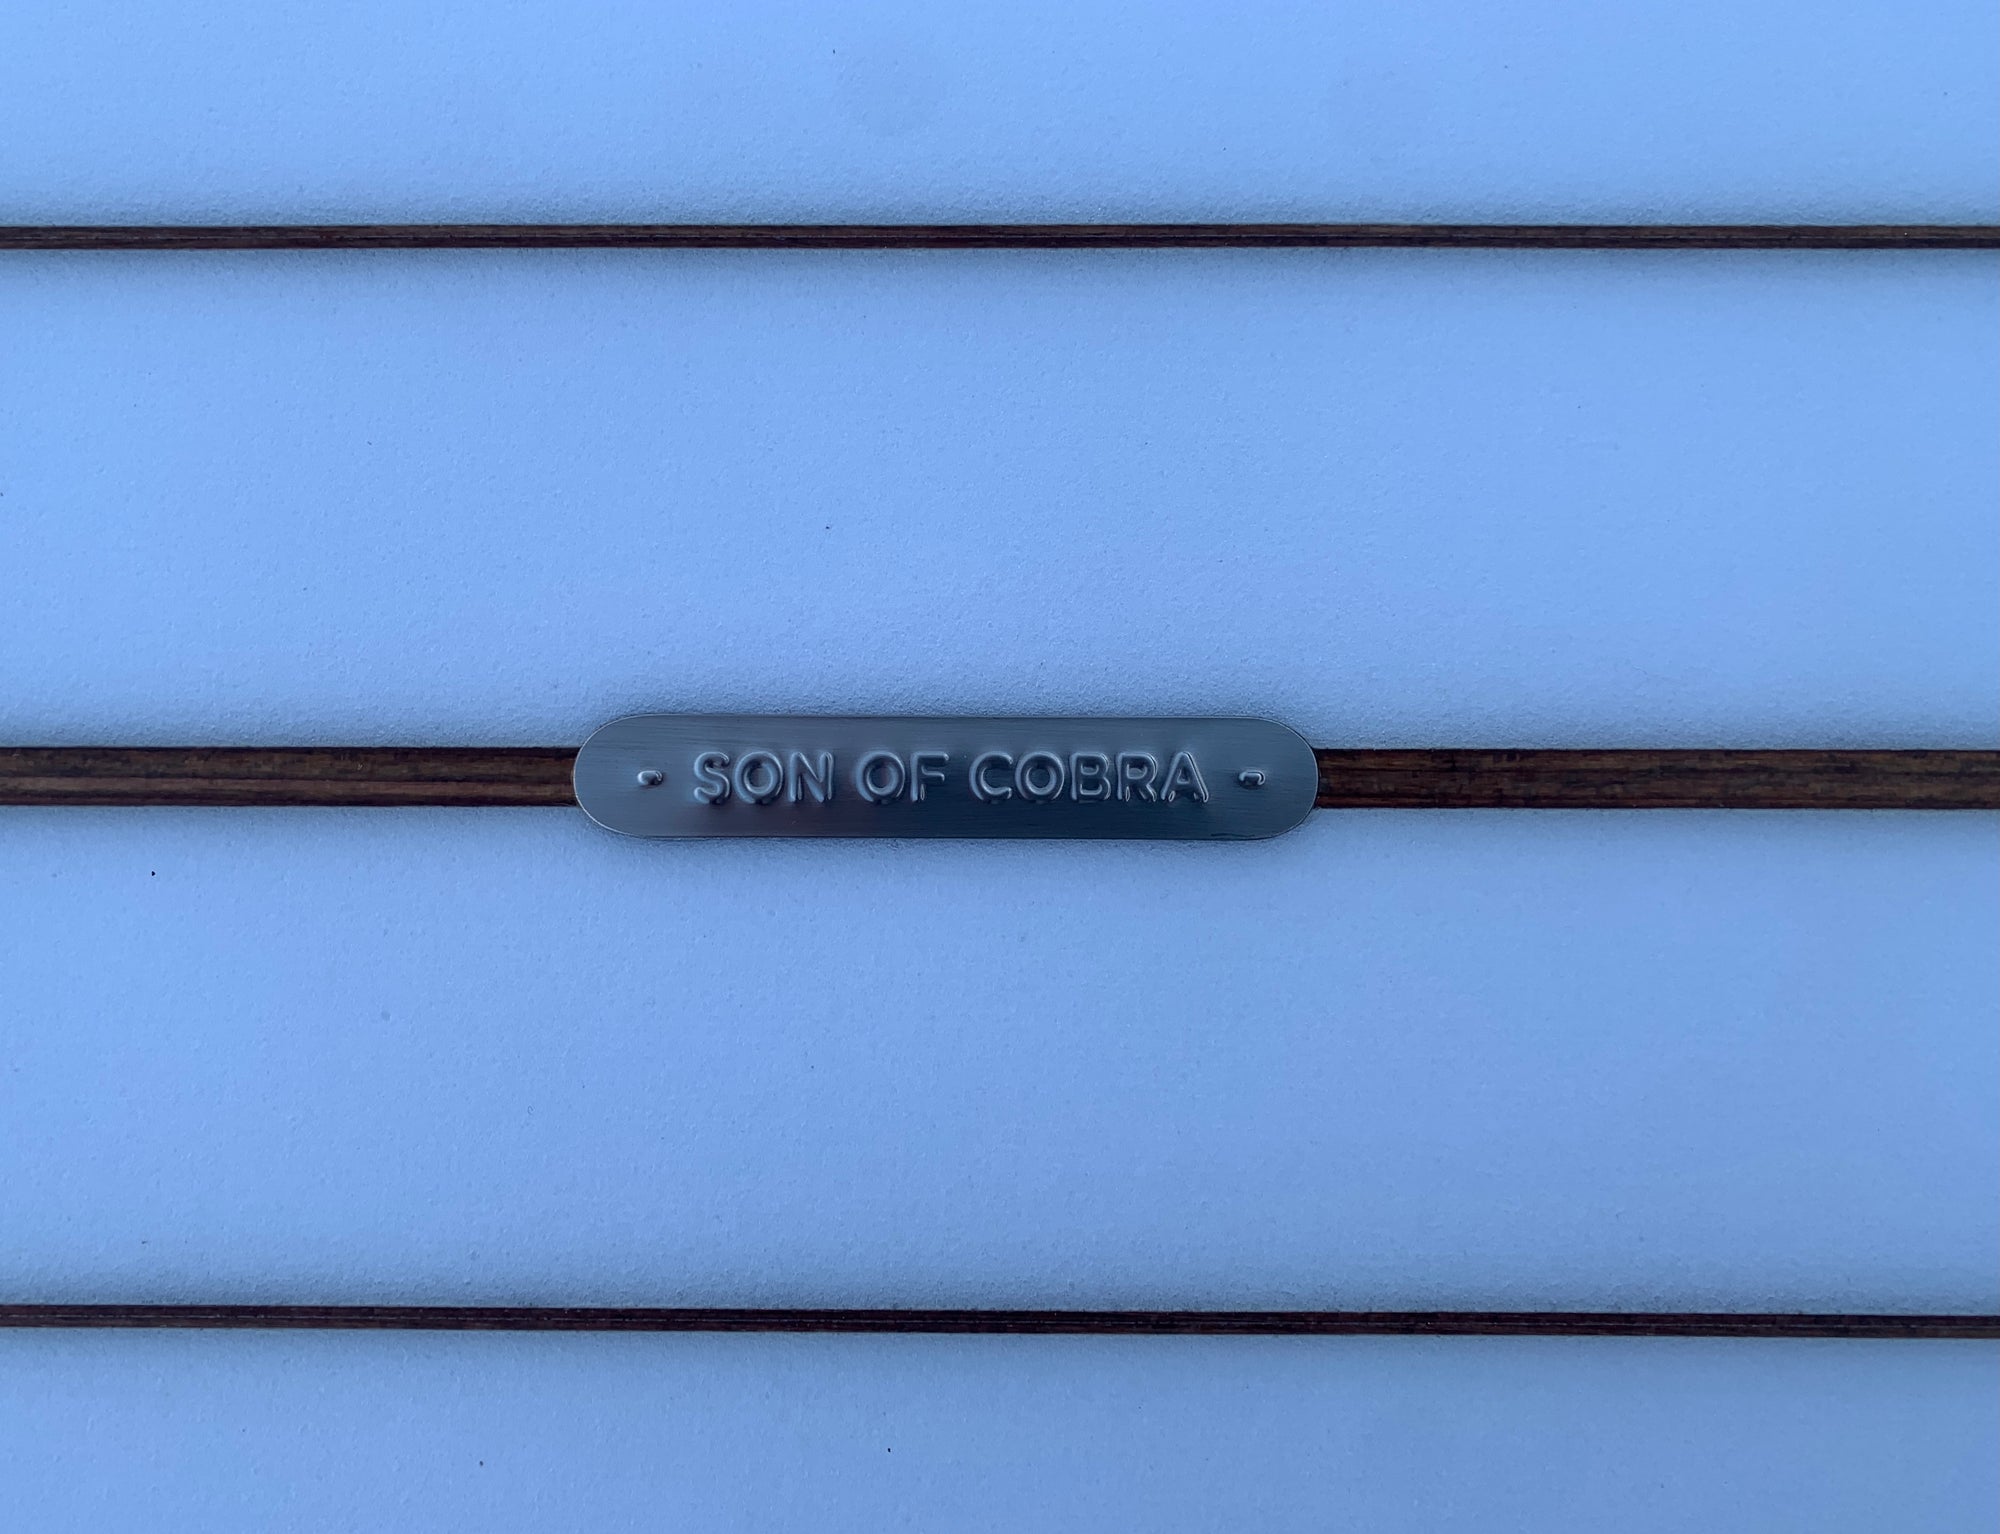 - SON OF COBRA -